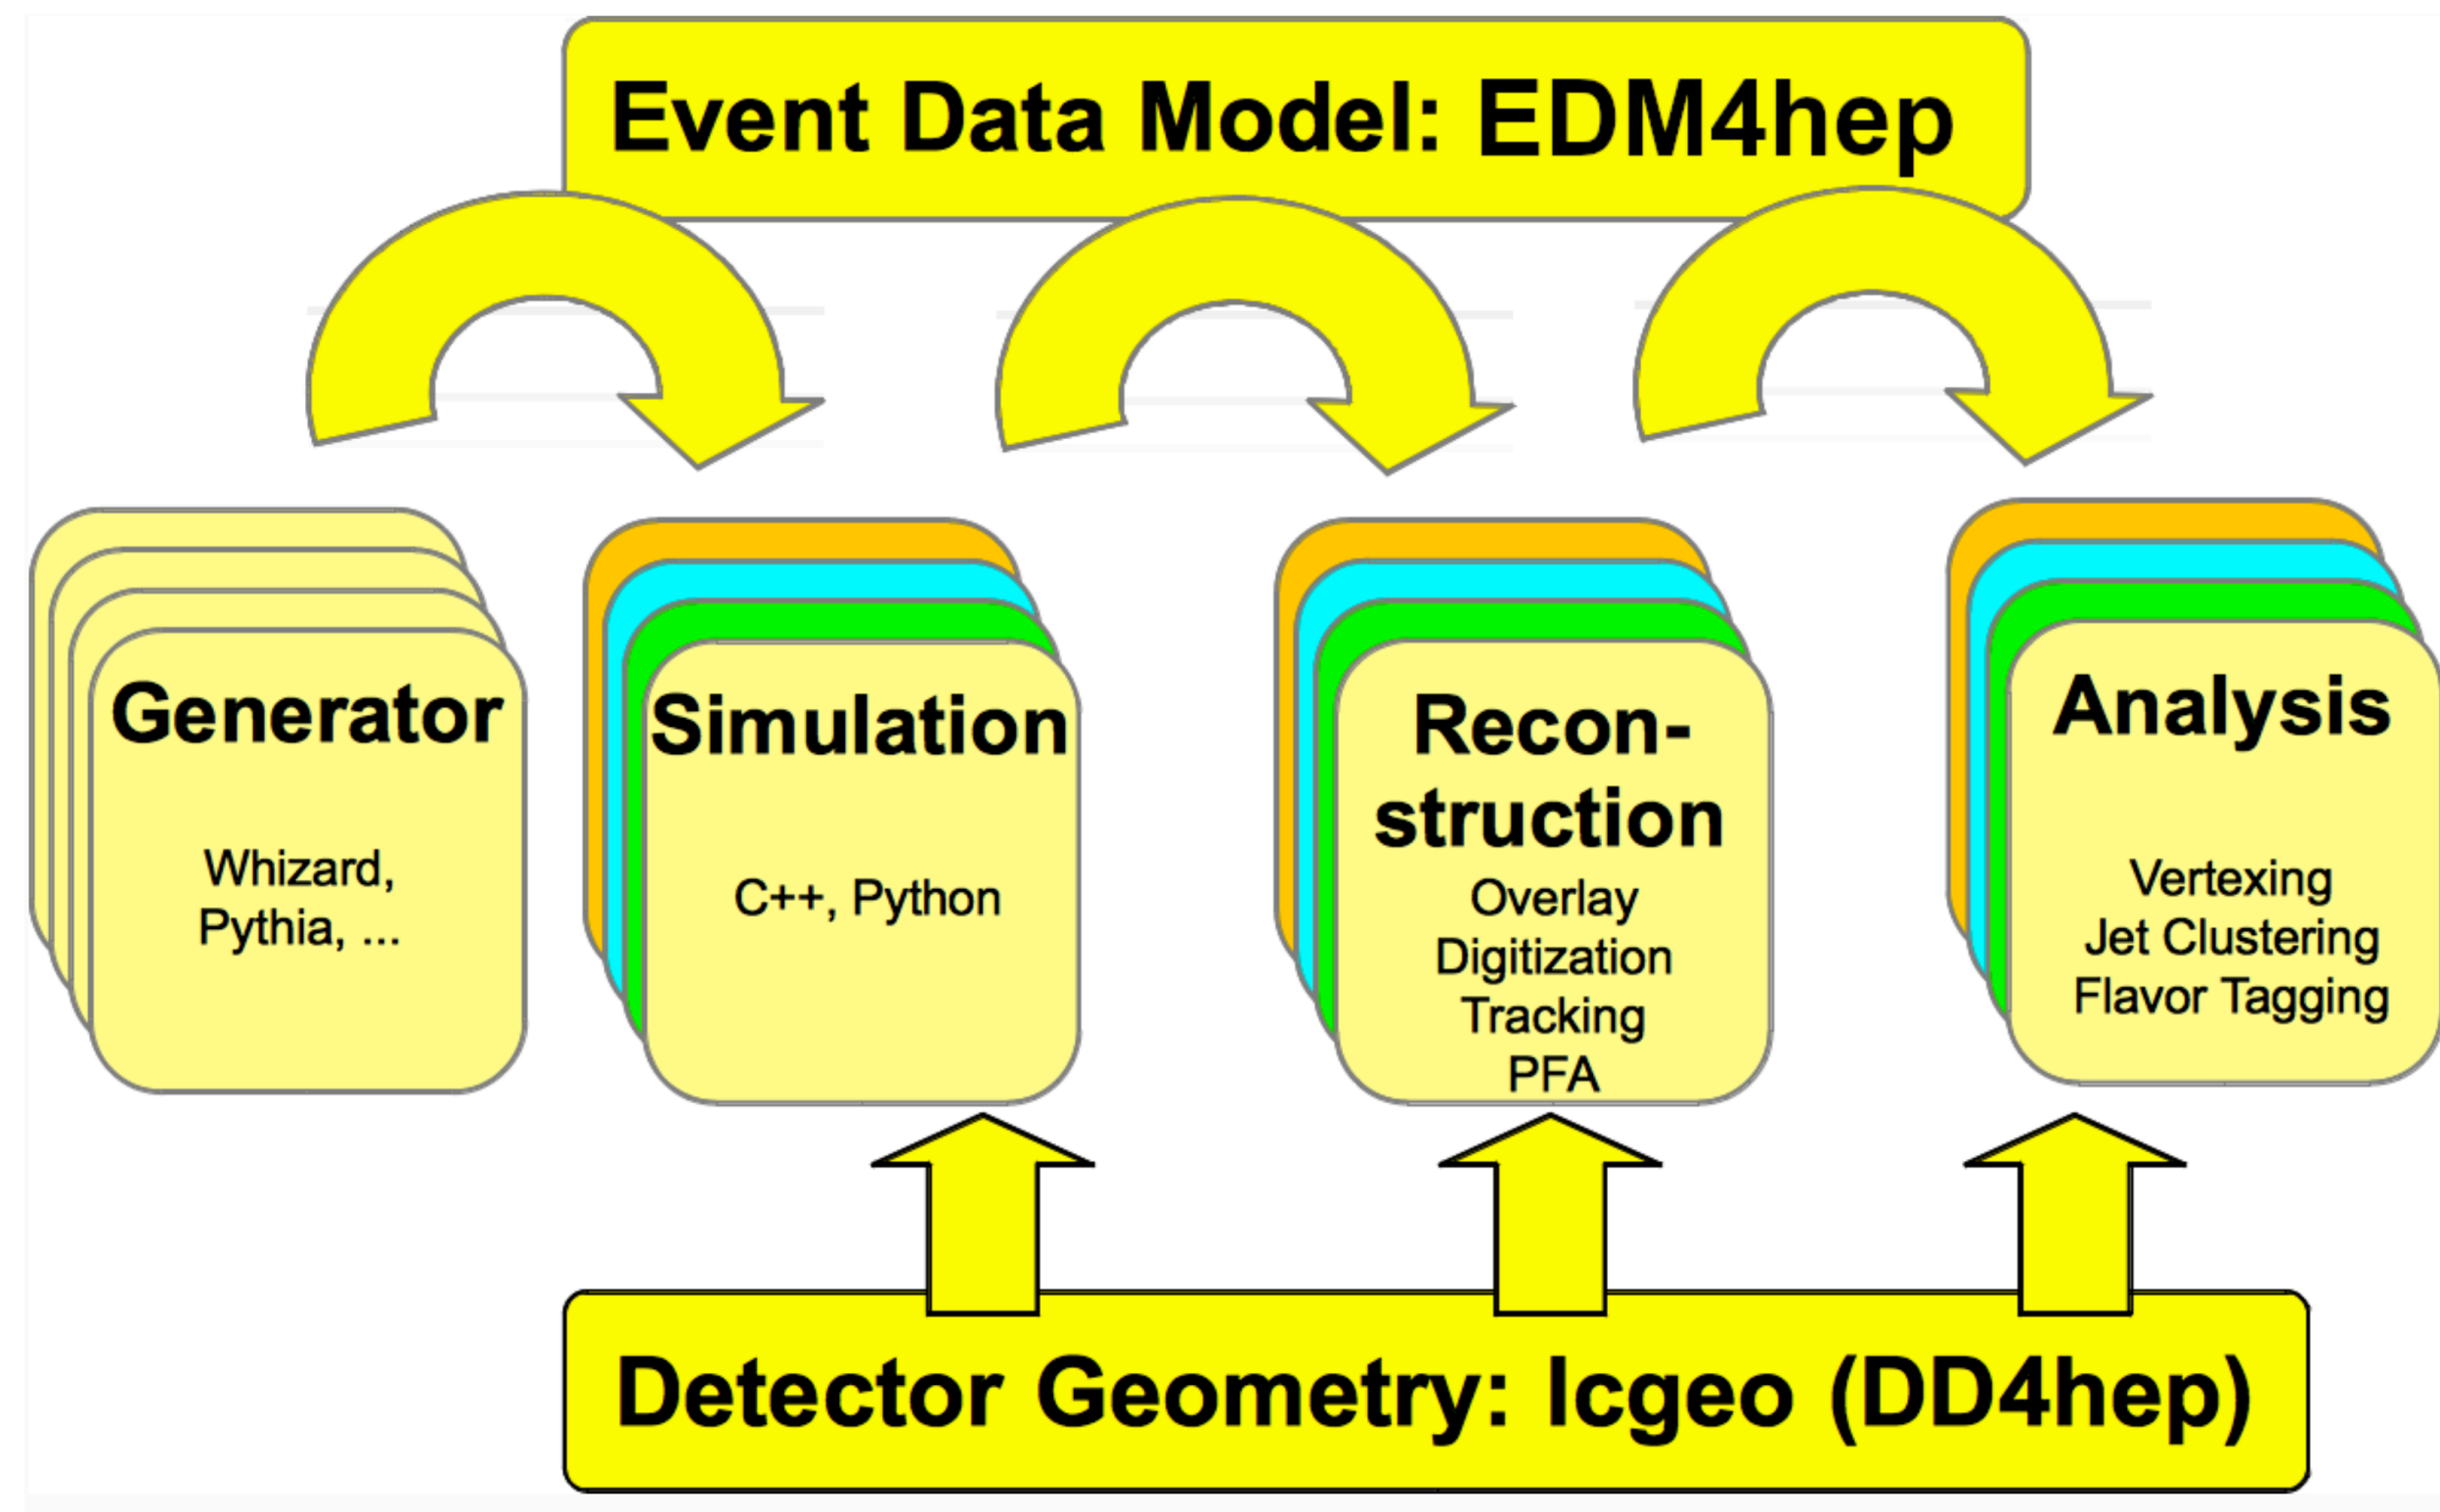 Event Data Model: EDM4hep
Generator
Whizard,
Pythia, ...
Simulation
C++, Python
Recon-
struction
Overlay
Digitization
Tracking
PFA
Analysis
Vertexing
Jet Clustering
Flavor Tagging
Detector Geometry: lcgeo (DD4hep)